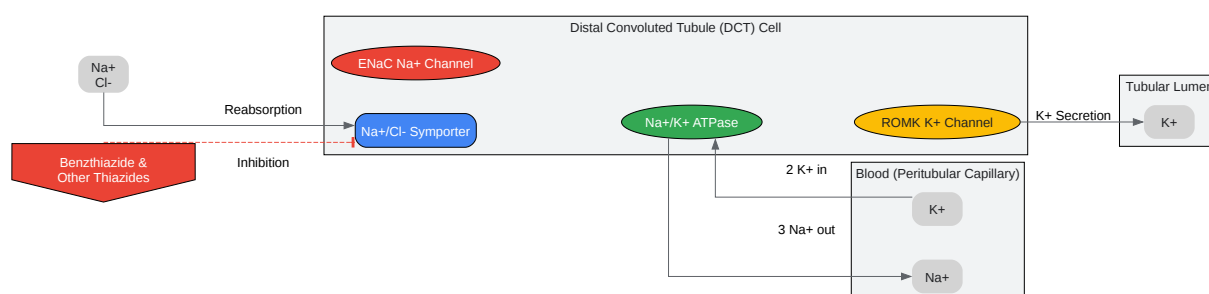 Distal Convoluted Tubule (DCT) Cell
Na+
Cl-
ENaC Na+ Channel
Reabsorption
Na+/Cl- Symporter
Na+/K+ ATPase
ROMK K+ Channel
K+ Secretion
Tubular Lumen
K+
Benzthiazide &
Other Thiazides
Inhibition
2 K+ in
Blood (Peritubular Capillary)
K+
3 Na+ out
Na+